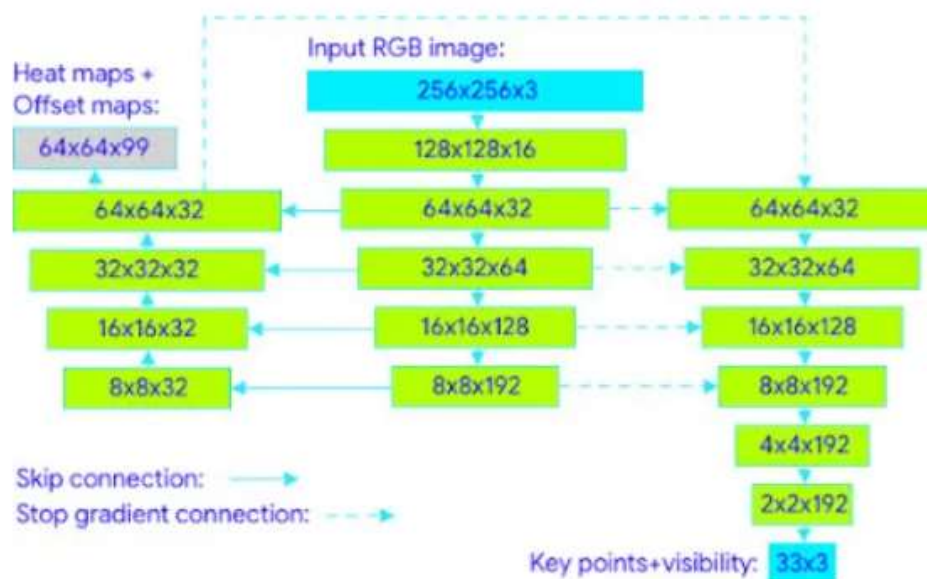 Input RGB image:
Heat maps +
Offset maps:
256x256x3
64x64x99
128x128x16
64x64x32
64x64x32
64x64x32
32x32x32
32x32x64
32x32x64
16x16x32
16x16x128
16x16x128
8x8x32
8x8x192
8x8x192
4x4x192
Skip connection:
2x2x192
Stop gradient connection:
Key points+visibility: 33x3